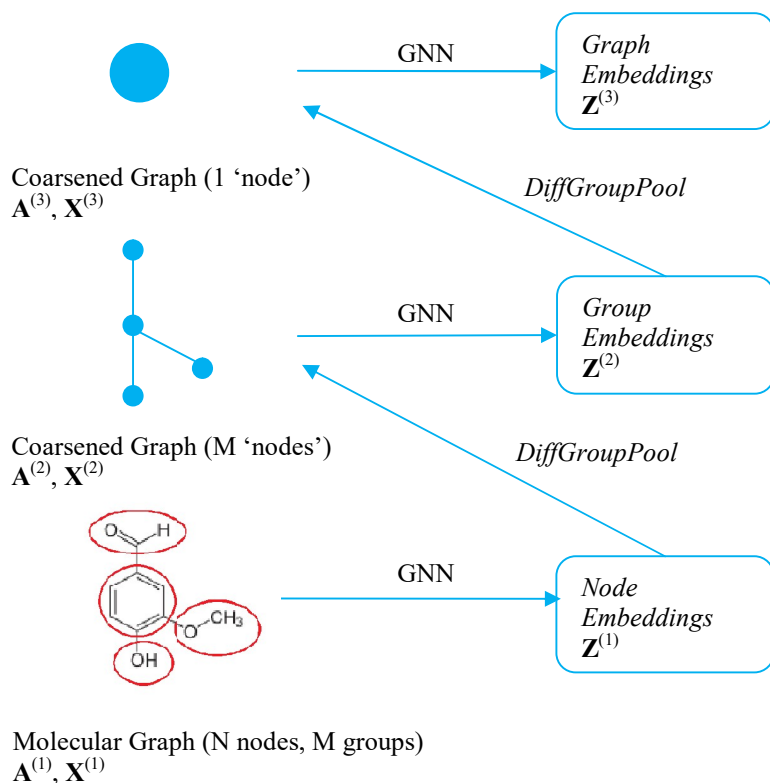 GNN
Graph
Embeddings
Z^(3)
Coarsened Graph (1 ‘node’)
A^(3), X^(3)
DiffGroupPool
GNN
Group
Embeddings
Z^(2)
Coarsened Graph (M ‘nodes’)
A^(2), X^(2)
DiffGroupPool
O H
GNN
Node
Embeddings
Z^(1)
CH₃
O
OH
Molecular Graph (N nodes, M groups)
A^(1), X^(1)